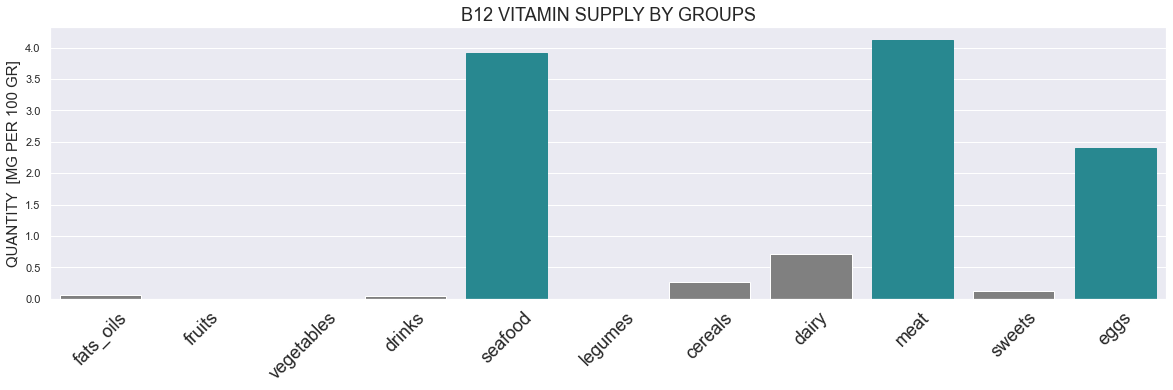 B12 VITAMIN SUPPLY BY GROUPS
QUANTITY [MG PER 100 GR]
4.0
3.5
3.0
2.5
2.0
1.5
1.0
0.5
0.0
fats_oils
fruits
vegetables
drinks
seafood
legumes
cereals
dairy
meat
sweets
eggs